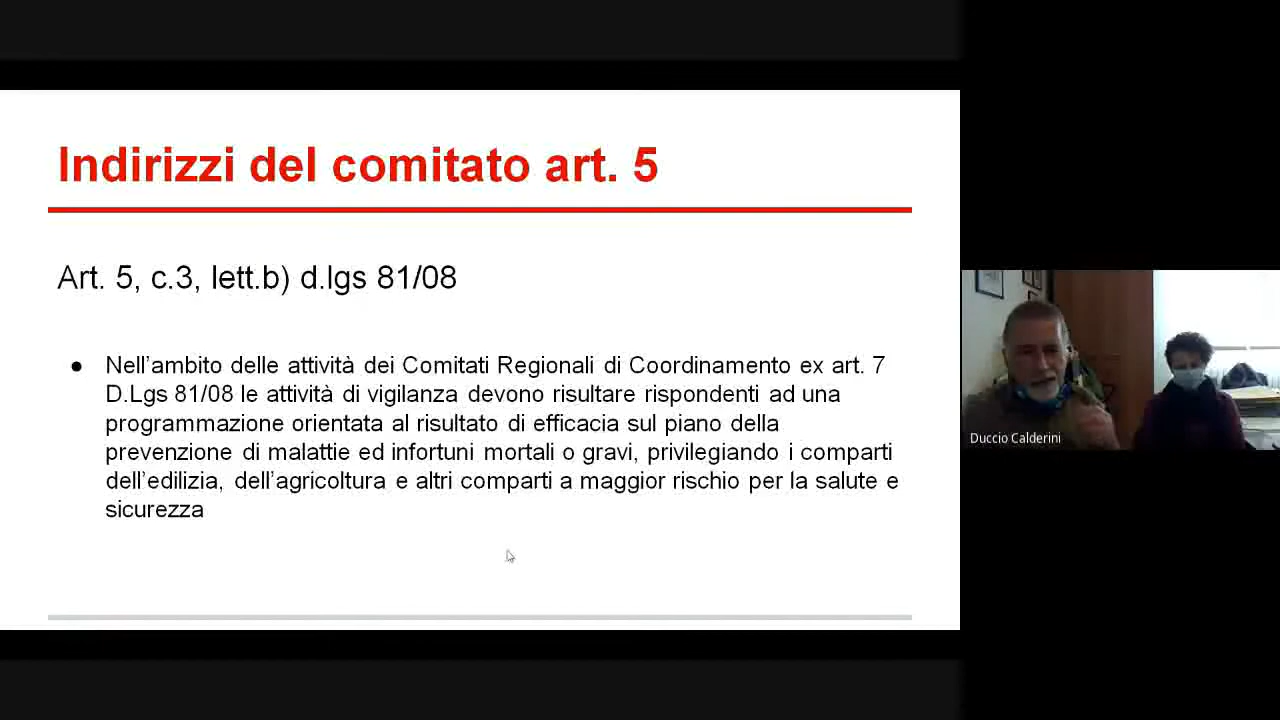 Indirizzi del comitato art. 5
Art. 5, c.3, lett.b) d.lgs 81/08
● Nell’ambito delle attività dei Comitati Regionali di Coordinamento ex art. 7
D.Lgs 81/08 le attività di vigilanza devono risultare rispondenti ad una
programmazione orientata al risultato di efficacia sul piano della
prevenzione di malattie ed infortuni mortali o gravi, privilegiando i comparti
dell’edilizia, dell’agricoltura e altri comparti a maggior rischio per la salute e
sicurezza
Duccio Calderini